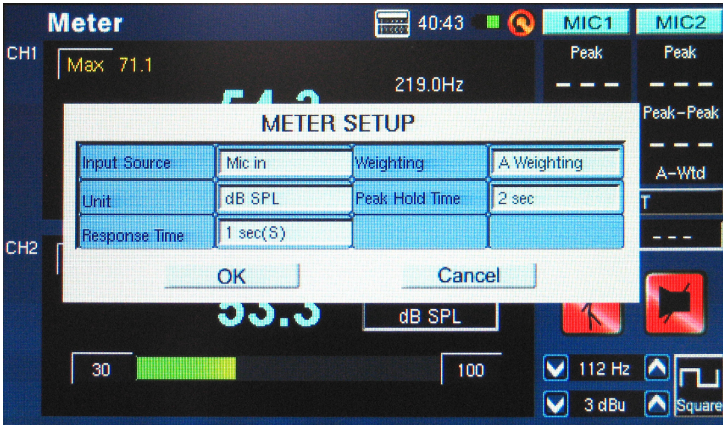 Meter
40:43
MIC1
MIC2
CH1
Max 71.1
219.0Hz
Peak
Peak
Peak-Peak
A-Wtd
METER SETUP
Input Source
Mic in
Weighting
A Weighting
Unit
dB SPL
Peak Hold Time
2 sec
Response Time
1 sec(S)
OK
Cancel
CH2
53.3
dB SPL
30
100
112 Hz
3 dBu
Square